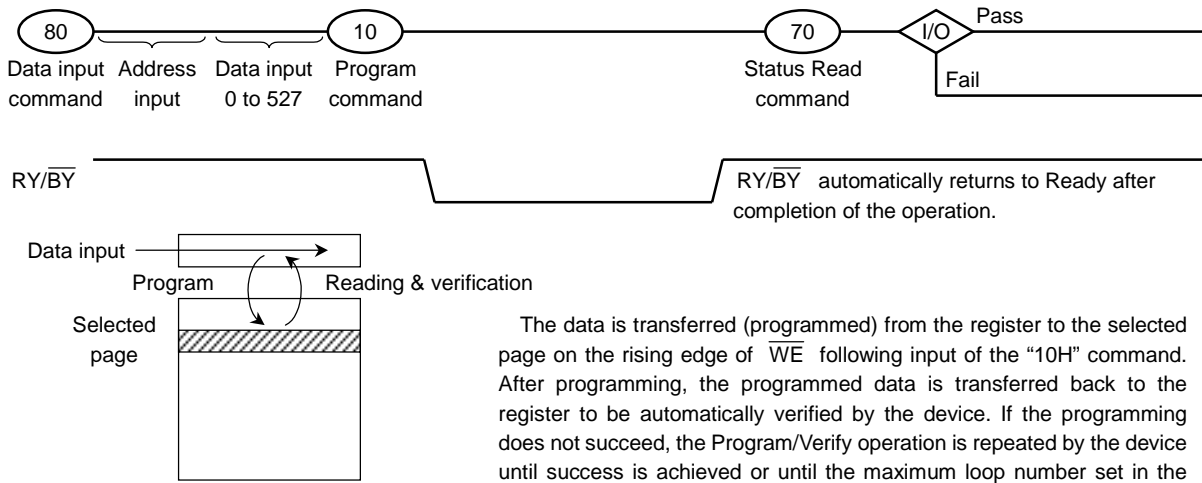 80
10
70
I/O
Pass
Fail
Data input
command
Address
input
Data input
0 to 527
Program
command
Status Read
command
RY/BY
RY/BY automatically returns to Ready after
completion of the operation.
Data input
Program
Reading & verification
Selected
page
The data is transferred (programmed) from the register to the selected
page on the rising edge of WE following input of the “10H” command.
After programming, the programmed data is transferred back to the
register to be automatically verified by the device. If the programming
does not succeed, the Program/Verify operation is repeated by the device
until success is achieved or until the maximum loop number set in the